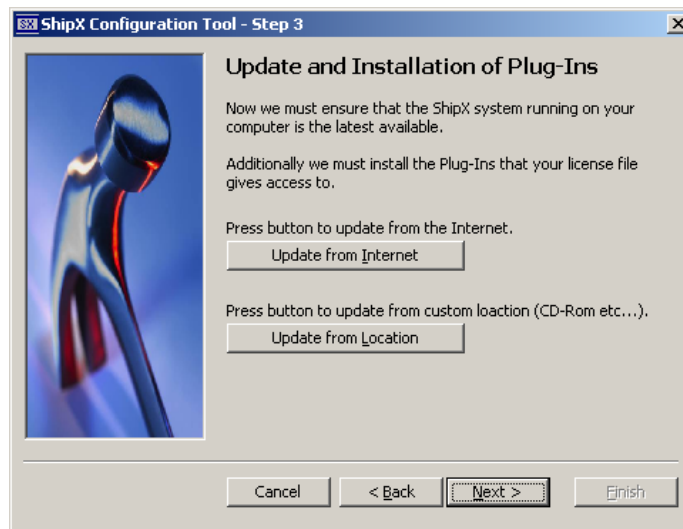 SX ShipX Configuration Tool - Step 3
Update and Installation of Plug-Ins
Now we must ensure that the ShipX system running on your
computer is the latest available.
Additionally we must install the Plug-Ins that your license file
gives access to.
Press button to update from the Internet.
Update from Internet
Press button to update from custom loaction (CD-Rom etc...).
Update from Location
Cancel
< Back
Next >
Finish